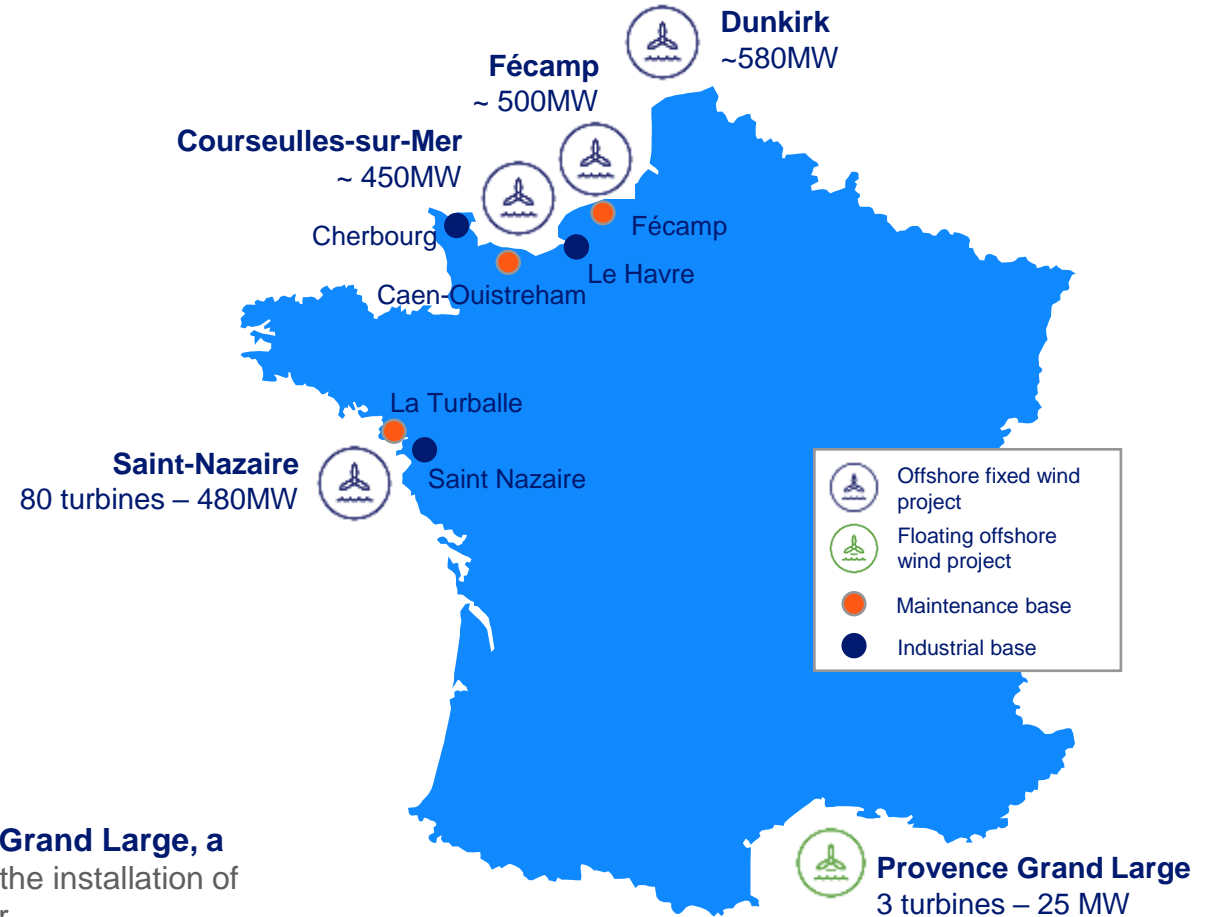 Dunkirk
~580MW
Fécamp
~ 500MW
Courseulles-sur-Mer
~ 450MW
Cherbourg
Fécamp
Le Havre
Caen-Ouistreham
La Turballe
Saint-Nazaire
80 turbines – 480MW
Saint Nazaire
Offshore fixed wind
project
Floating offshore
wind project
Maintenance base
Industrial base
Grand Large, a
the installation of
Provence Grand Large
3 turbines – 25 MW